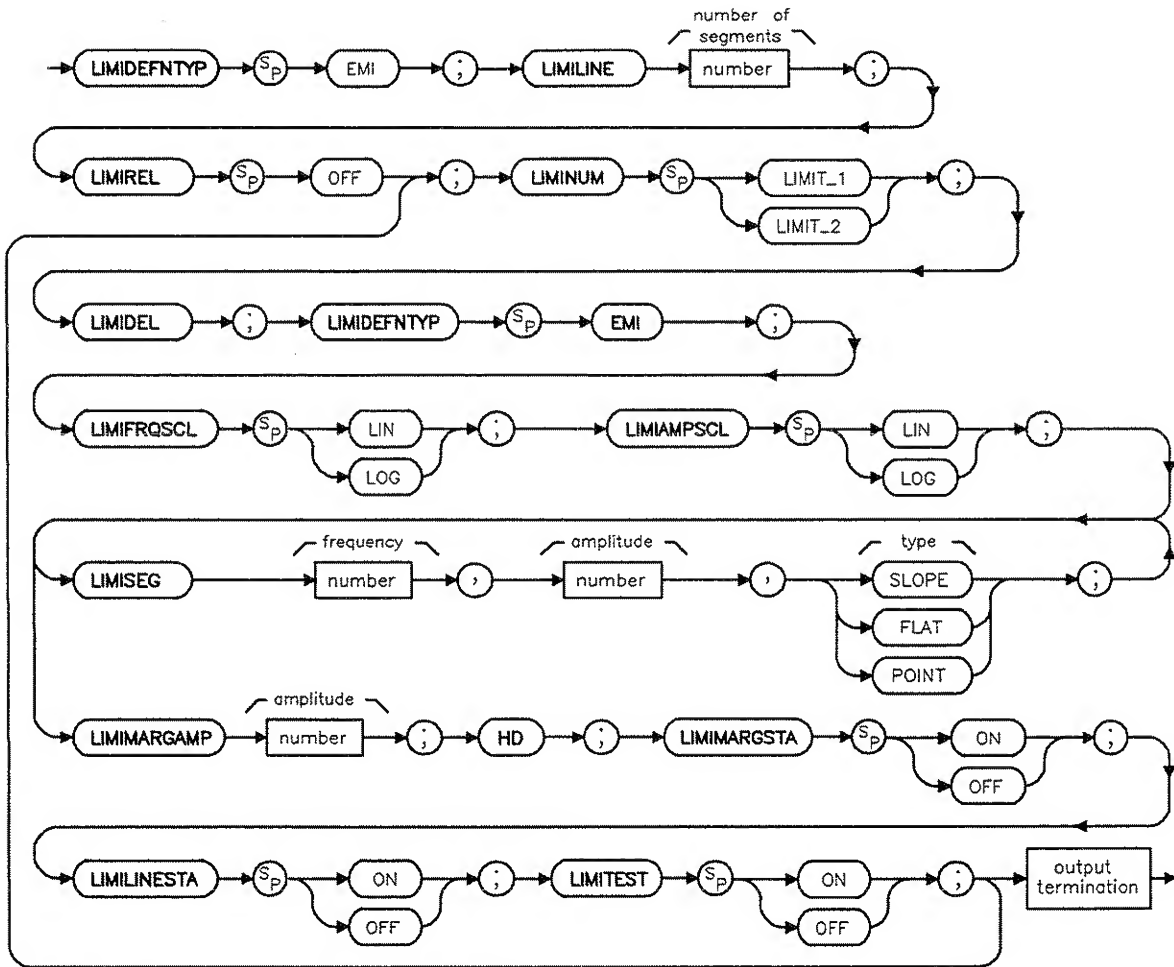 number of
segments
LIMIDEFNTYP SP EMI ; LIMILINE number ;
LIMIREL SP OFF ; LIMINUM SP LIMIT_1 ;
LIMIT_2
LIMIDEL ; LIMIDEFNTYP SP EMI ;
LIMIFRQSCL SP LIN ; LIMIAMPSCL SP LIN ;
LOG LOG
frequency amplitude type
LIMISEG number , number , SLOPE ;
FLAT
POINT
amplitude
LIMIMARGAMP number ; HD ; LIMIMARGSTA SP ON ;
OFF
LIMILINESTA SP ON ; LIMITEST SP ON ; output
termination
OFF OFF